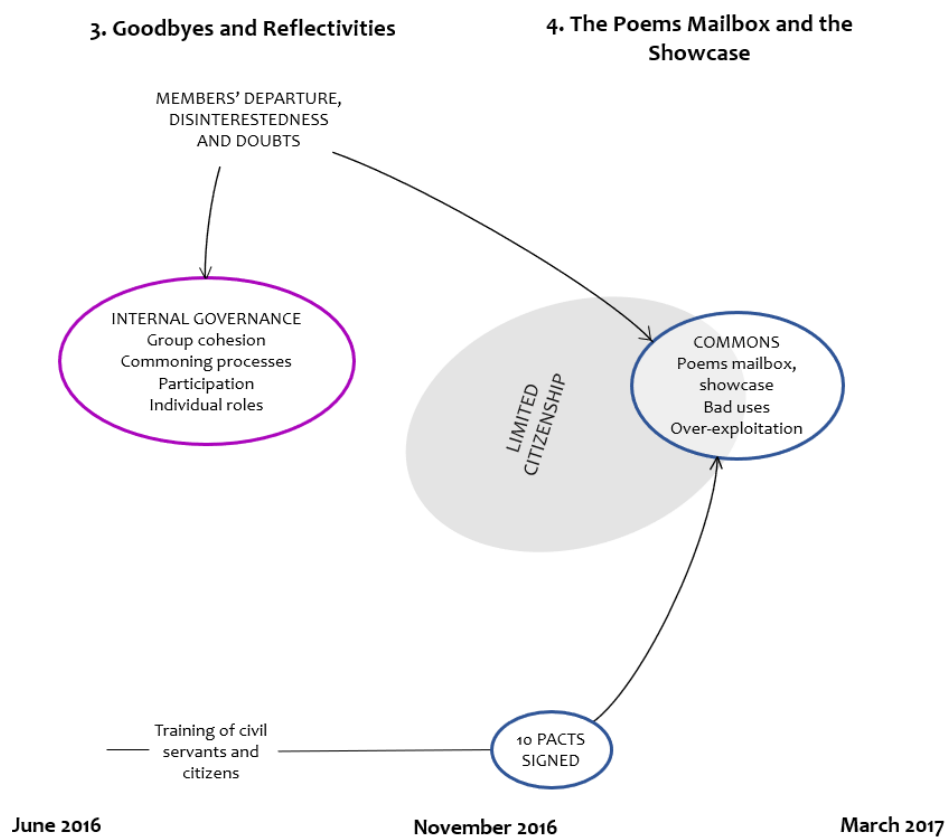 3. Goodbyes and Reflectivities
4. The Poems Mailbox and the
Showcase
MEMBERS' DEPARTURE,
DISINTERESTEDNESS
AND DOUBTS
INTERNAL GOVERNANCE
Group cohesion
Commoning processes
Participation
Individual roles
LIMITED
CITIZENSHIP
COMMONS
Poems mailbox,
showcase
Bad uses
Over-exploitation
Training of civil
servants and
citizens
10 PACTS
SIGNED
June 2016
November 2016
March 2017